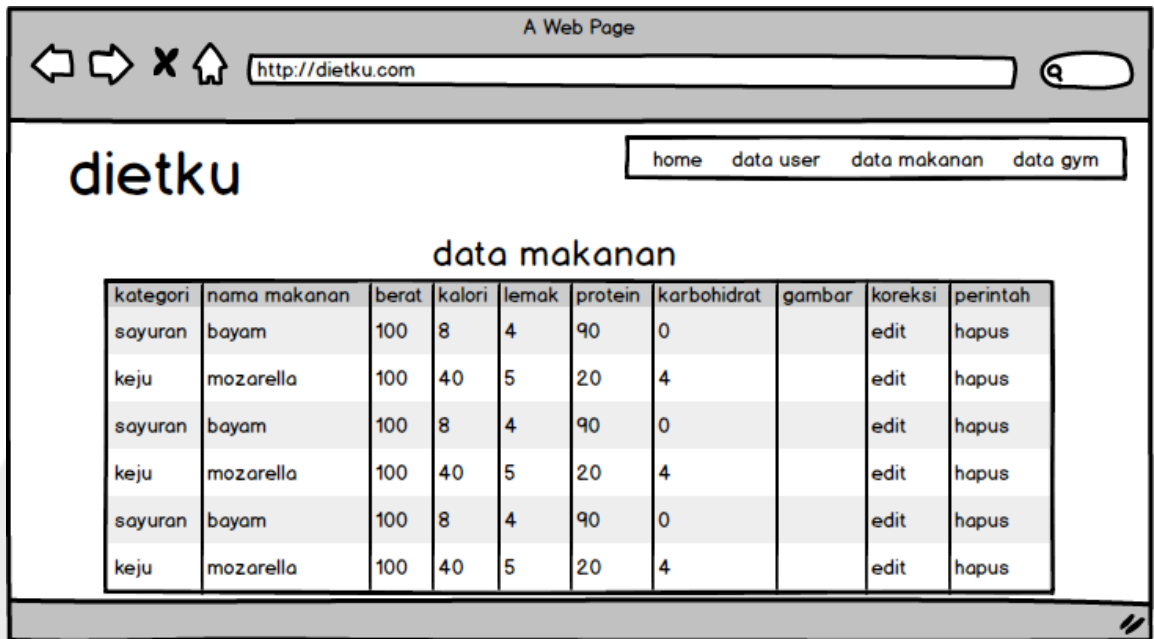 A Web Page
http://dietku.com
dietku
home data user data makanan data gym
data makanan
kategori nama makanan berat kalori lemak protein karbohidrat gambar koreksi perintah
sayuran bayam 100 8 4 90 0 edit hapus
keju mozarella 100 40 5 20 4 edit hapus
sayuran bayam 100 8 4 90 0 edit hapus
keju mozarella 100 40 5 20 4 edit hapus
sayuran bayam 100 8 4 90 0 edit hapus
keju mozarella 100 40 5 20 4 edit hapus